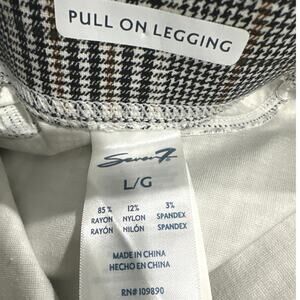 PULL ON LEGGING
Seven7
L/G
85% 12% 3%
RAYON NYLON SPANDEX
RAYÓN NILÓN SPANDEX
MADE IN CHINA
HECHO EN CHINA
RN# 109890